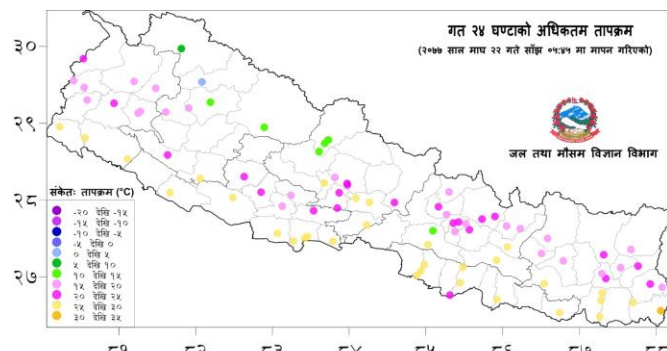 गत २४ घण्टाको अधिकतम तापक्रम
(२०७७ साल माघ २२ गते साँझ ०५:४५ मा मापन गरिएको)
जल तथा मौसम विज्ञान विभाग
३०
२९
२८
२७
संकेतः तापक्रम (°C)
-२० देखि -१५
-१५ देखि -१०
-१० देखि -५
-५ देखि ०
० देखि ५
५ देखि १०
१० देखि १५
१५ देखि २०
२० देखि २५
२५ देखि ३०
३० देखि ३५